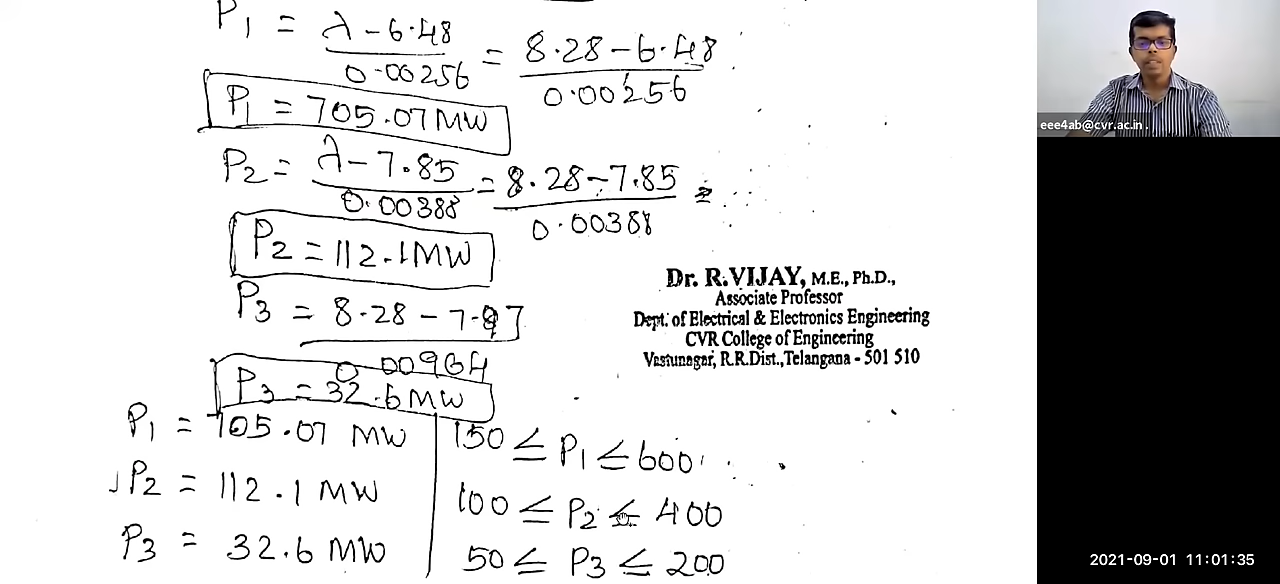 P1 = λ - 6.48 / 0.00256 = 8.28 - 6.48 / 0.00256
P1 = 705.07 MW
P2 = λ - 7.85 / 0.00388 = 8.28 - 7.85 / 0.00388
P2 = 112.1 MW
P3 = 8.28 - 7.97 / 0.00964
P3 = 32.6 MW
P1 = 705.07 MW
P2 = 112.1 MW
P3 = 32.6 MW
150 ≤ P1 ≤ 600
100 ≤ P2 ≤ 400
50 ≤ P3 ≤ 200
Dr. R.VIJAY, M.E., Ph.D.,
Associate Professor
Dept. of Electrical & Electronics Engineering
CVR College of Engineering
Vastunagar, R.R.Dist., Telangana - 501 510
eee4ab@cvr.ac.in
2021-09-01 11:01:35